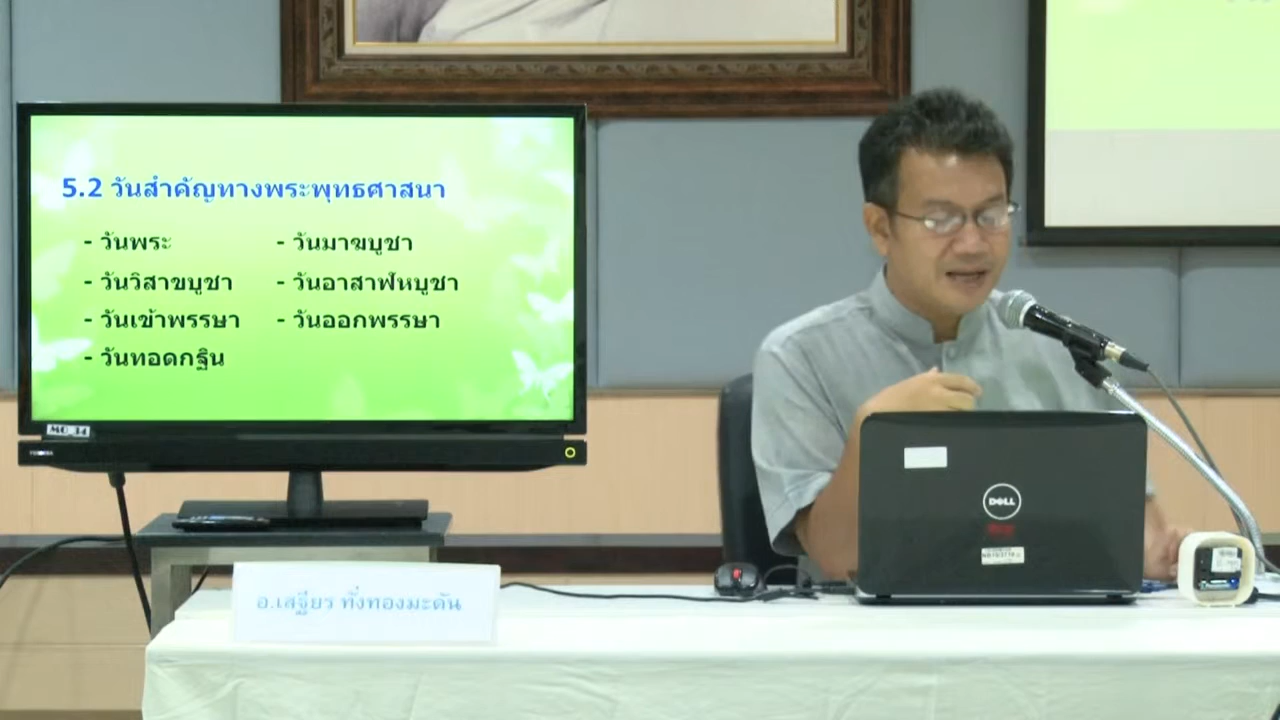 5.2 วันสำคัญทางพระพุทธศาสนา
- วันพระ - วันมาฆบูชา
- วันวิสาขบูชา - วันอาสาฬหบูชา
- วันเข้าพรรษา - วันออกพรรษา
- วันทอดกฐิน
MC 14
อ.เสฐียร ทั่งทองมะดัน
DELL